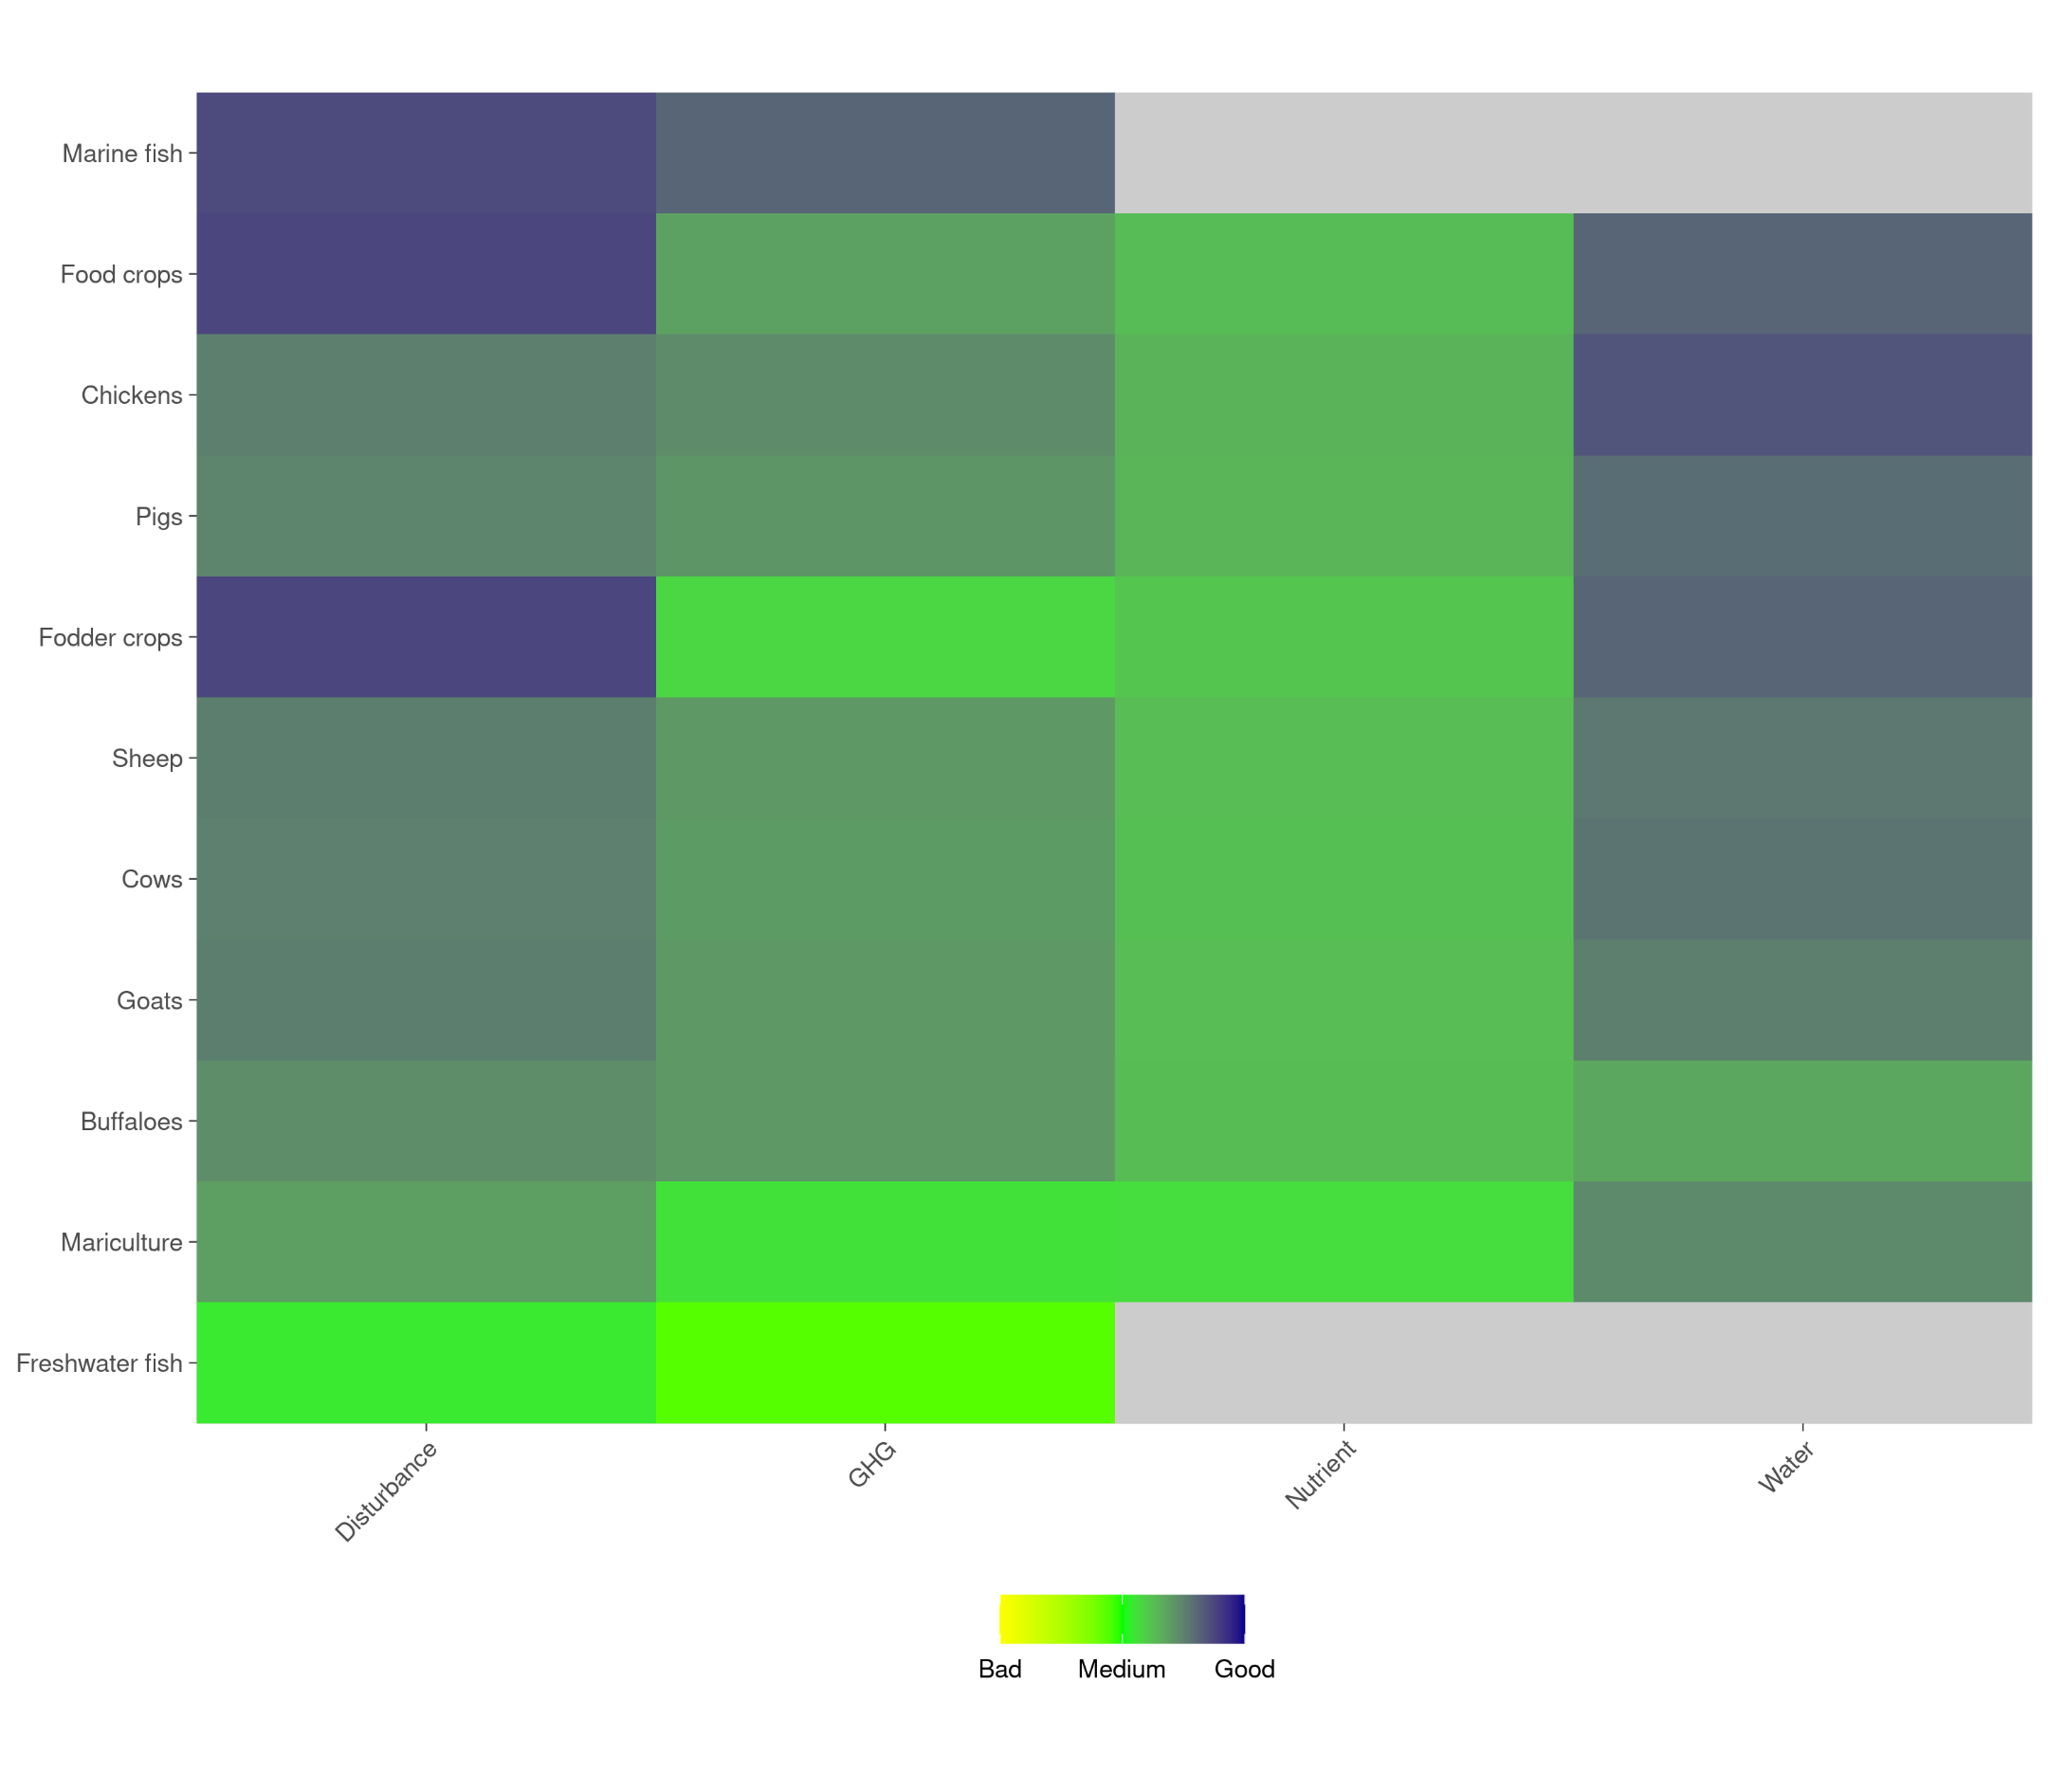 Marine fish
Food crops
Chickens
Pigs
Fodder crops
Sheep
Cows
Goats
Buffaloes
Mariculture
Freshwater fish
Disturbance
GHG
Nutrient
Water
Bad
Medium
Good